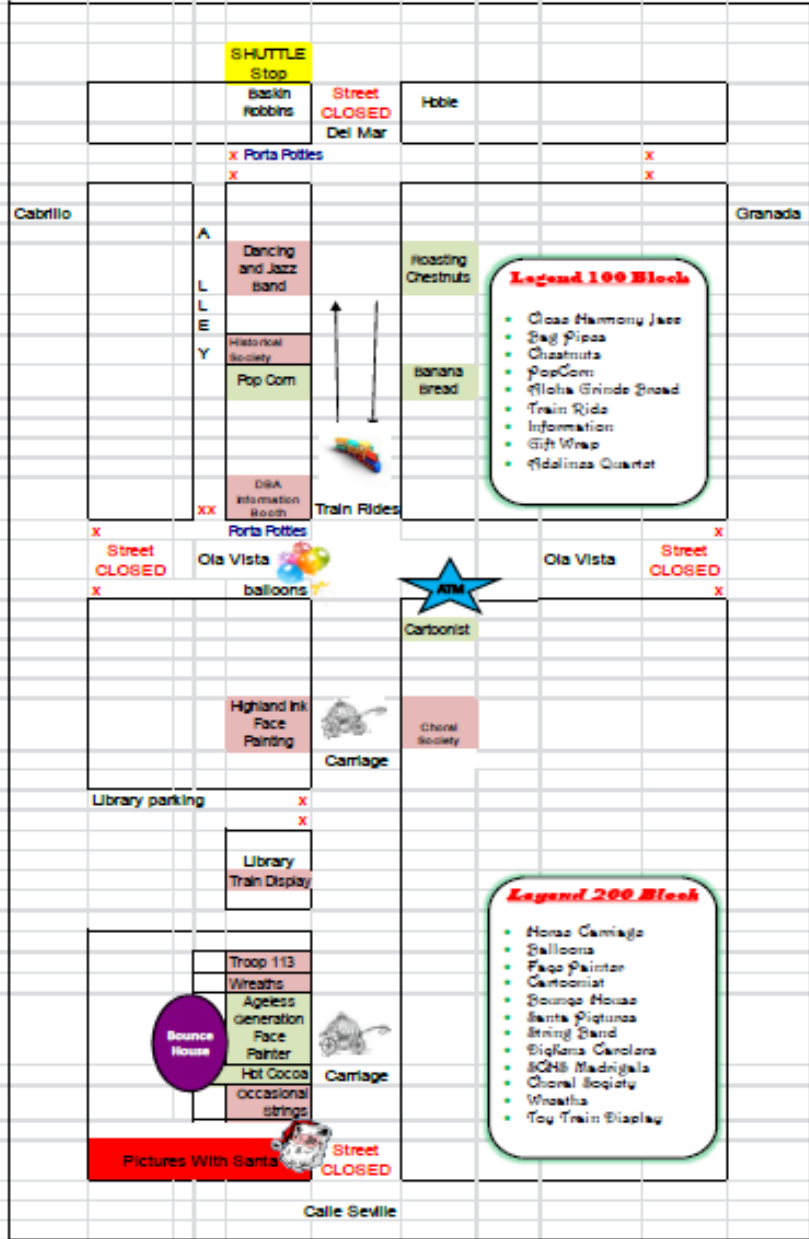 SHUTTLE
Stop
Baskin
Robbins
Street
CLOSED
Del Mar
Hobie
x Porta Potties
x
x
x
Cabrillo
Granada
A
L
L
E
Y
Dancing
and Jazz
Band
Roasting
Chestnuts
Legend 100 Block
• Close Harmony Jazz
• Bag Pipes
• Chestnuts
• PopCorn
• Aloha Grinds Bread
• Train Ride
• Information
• Gift Wrap
• Adelines Quartet
Historical
Society
Pop Corn
Banana
Bread
DBA
Information
Booth
xx
Train Rides
x
Porta Potties
x
Street
CLOSED
Ola Vista
Ola Vista
Street
CLOSED
x
balloons
ATM
x
Cartoonist
Highland Ink
Face
Painting
Choral
Society
Carriage
Library parking
x
x
Library
Train Display
Legend 200 Block
• Horse Carriage
• Balloons
• Face Painter
• Cartoonist
• Bounce House
• Santa Pictures
• String Band
• Dickens Carolers
• SCHS Madrigals
• Choral Society
• Wreaths
• Toy Train Display
Troop 113
Wreaths
Ageless
Generation
Face
Painter
Bounce
House
Hot Cocoa
Carriage
Occasional
Strings
Pictures With Santa
Street
CLOSED
Calle Seville